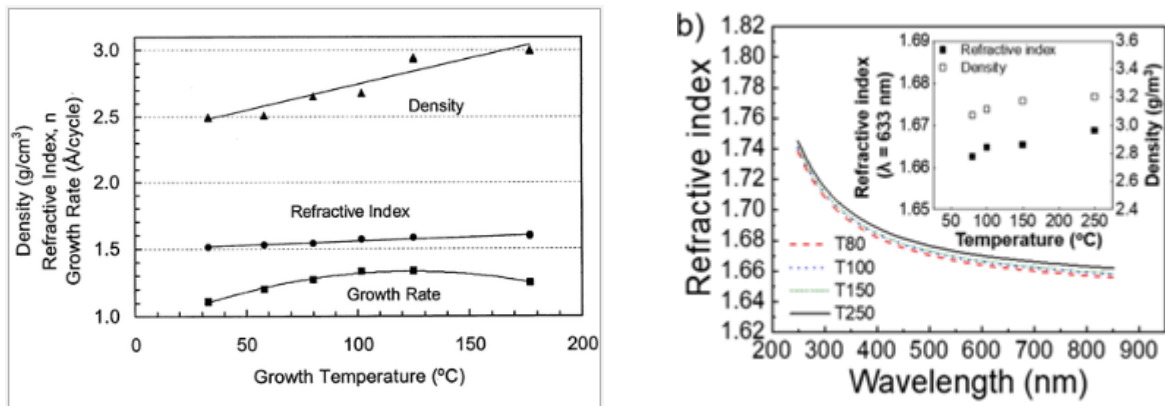 3.0
2.5
2.0
1.5
1.0
Density (g/cm³)
Refractive Index, n
Growth Rate (Å/cycle)
Density
Refractive Index
Growth Rate
0 50 100 150 200
Growth Temperature (ºC)
b)
Refractive index
1.82
1.80
1.78
1.76
1.74
1.72
1.70
1.68
1.66
1.64
1.62
Refractive index
(λ = 633 nm)
1.69
1.68
1.67
1.66
1.65
Refractive index
Density
3.6
3.4
3.2
3.0
2.8
2.6
2.4
Density (g/m³)
50 100 150 200 250
Temperature (ºC)
T80
T100
T150
T250
200 300 400 500 600 700 800 900
Wavelength (nm)